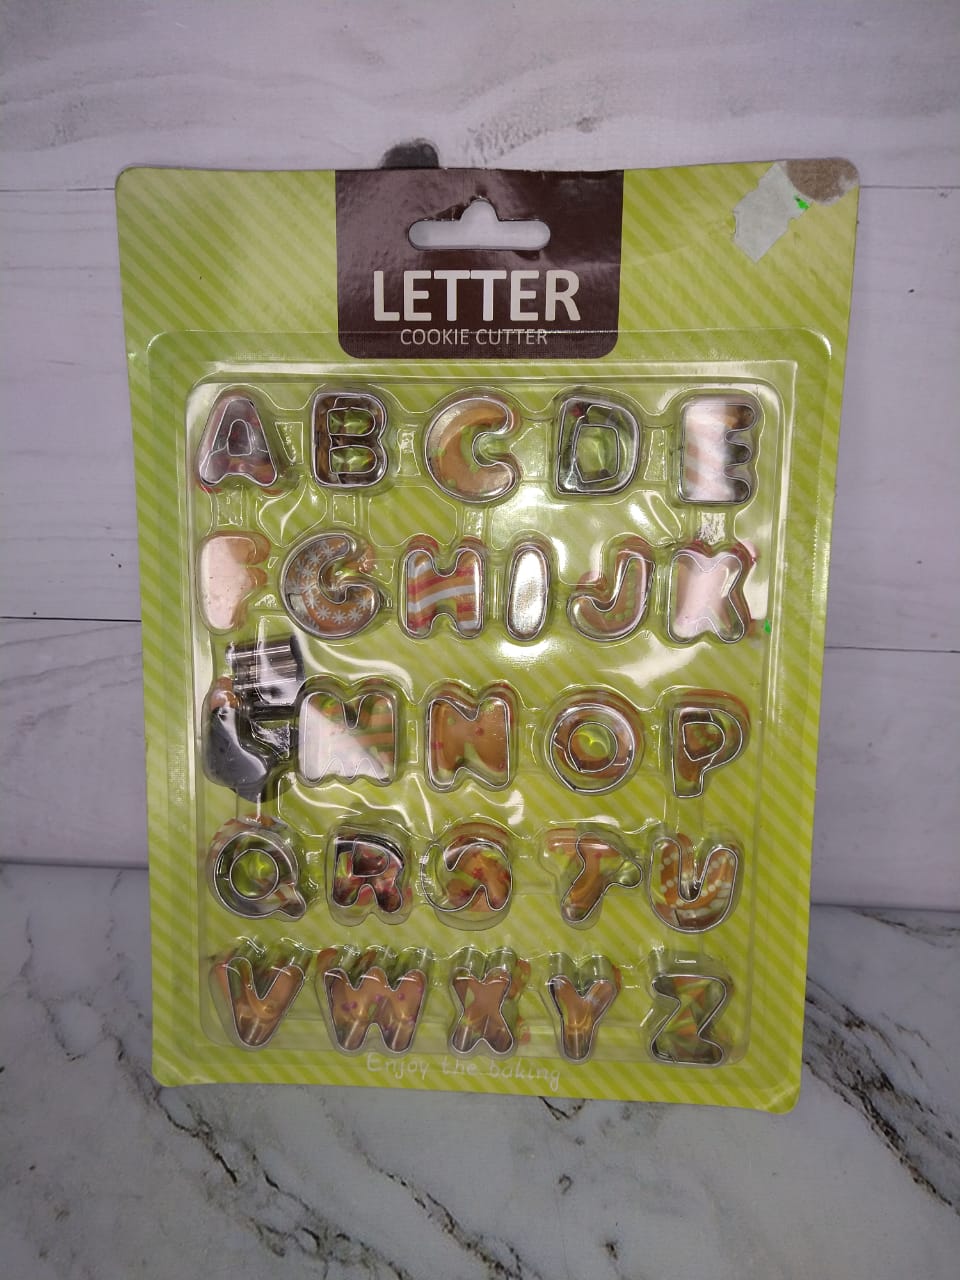 LETTER
COOKIE CUTTER
A B C D E
F G H I J K
M N O P
Q R S T U
V W X Y Z
Enjoy the baking